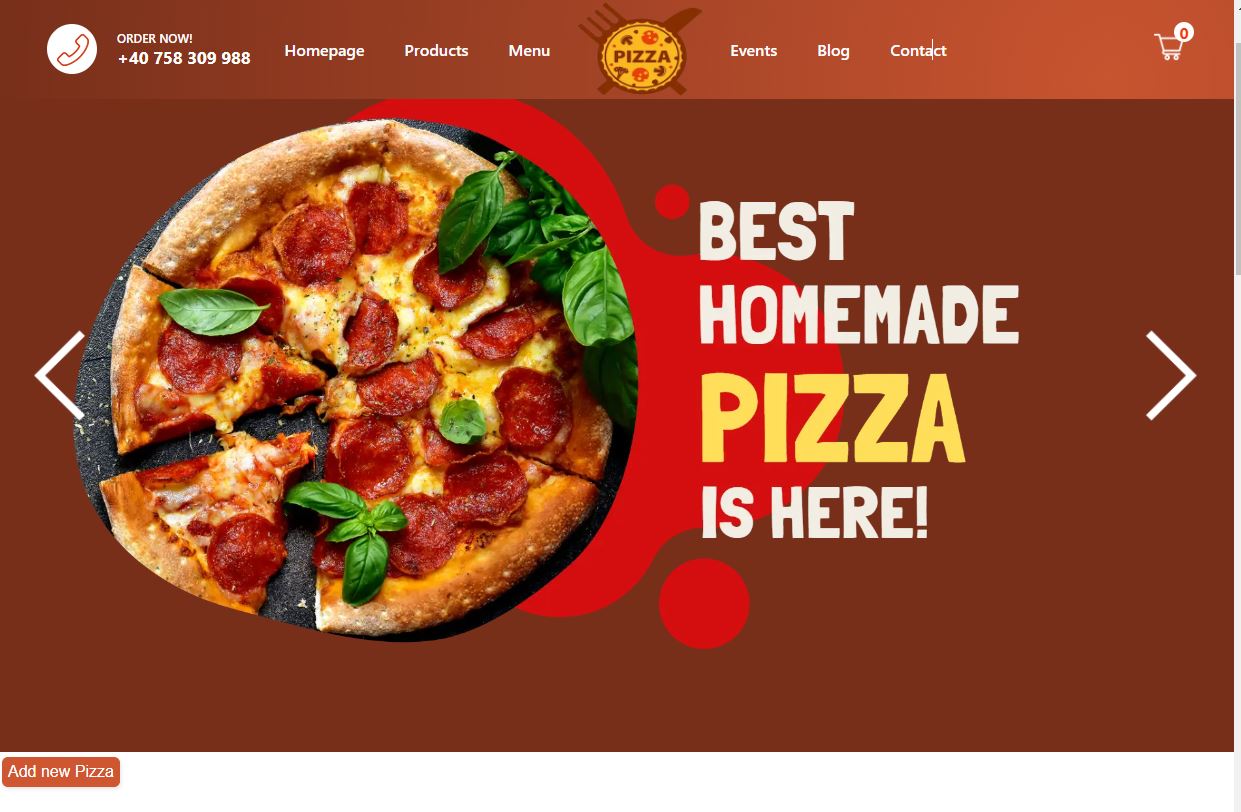 ORDER NOW!
+40 758 309 988
Homepage
Products
Menu
PIZZA
Events
Blog
Contact
0
BEST
HOMEMADE
PIZZA
IS HERE!
Add new Pizza